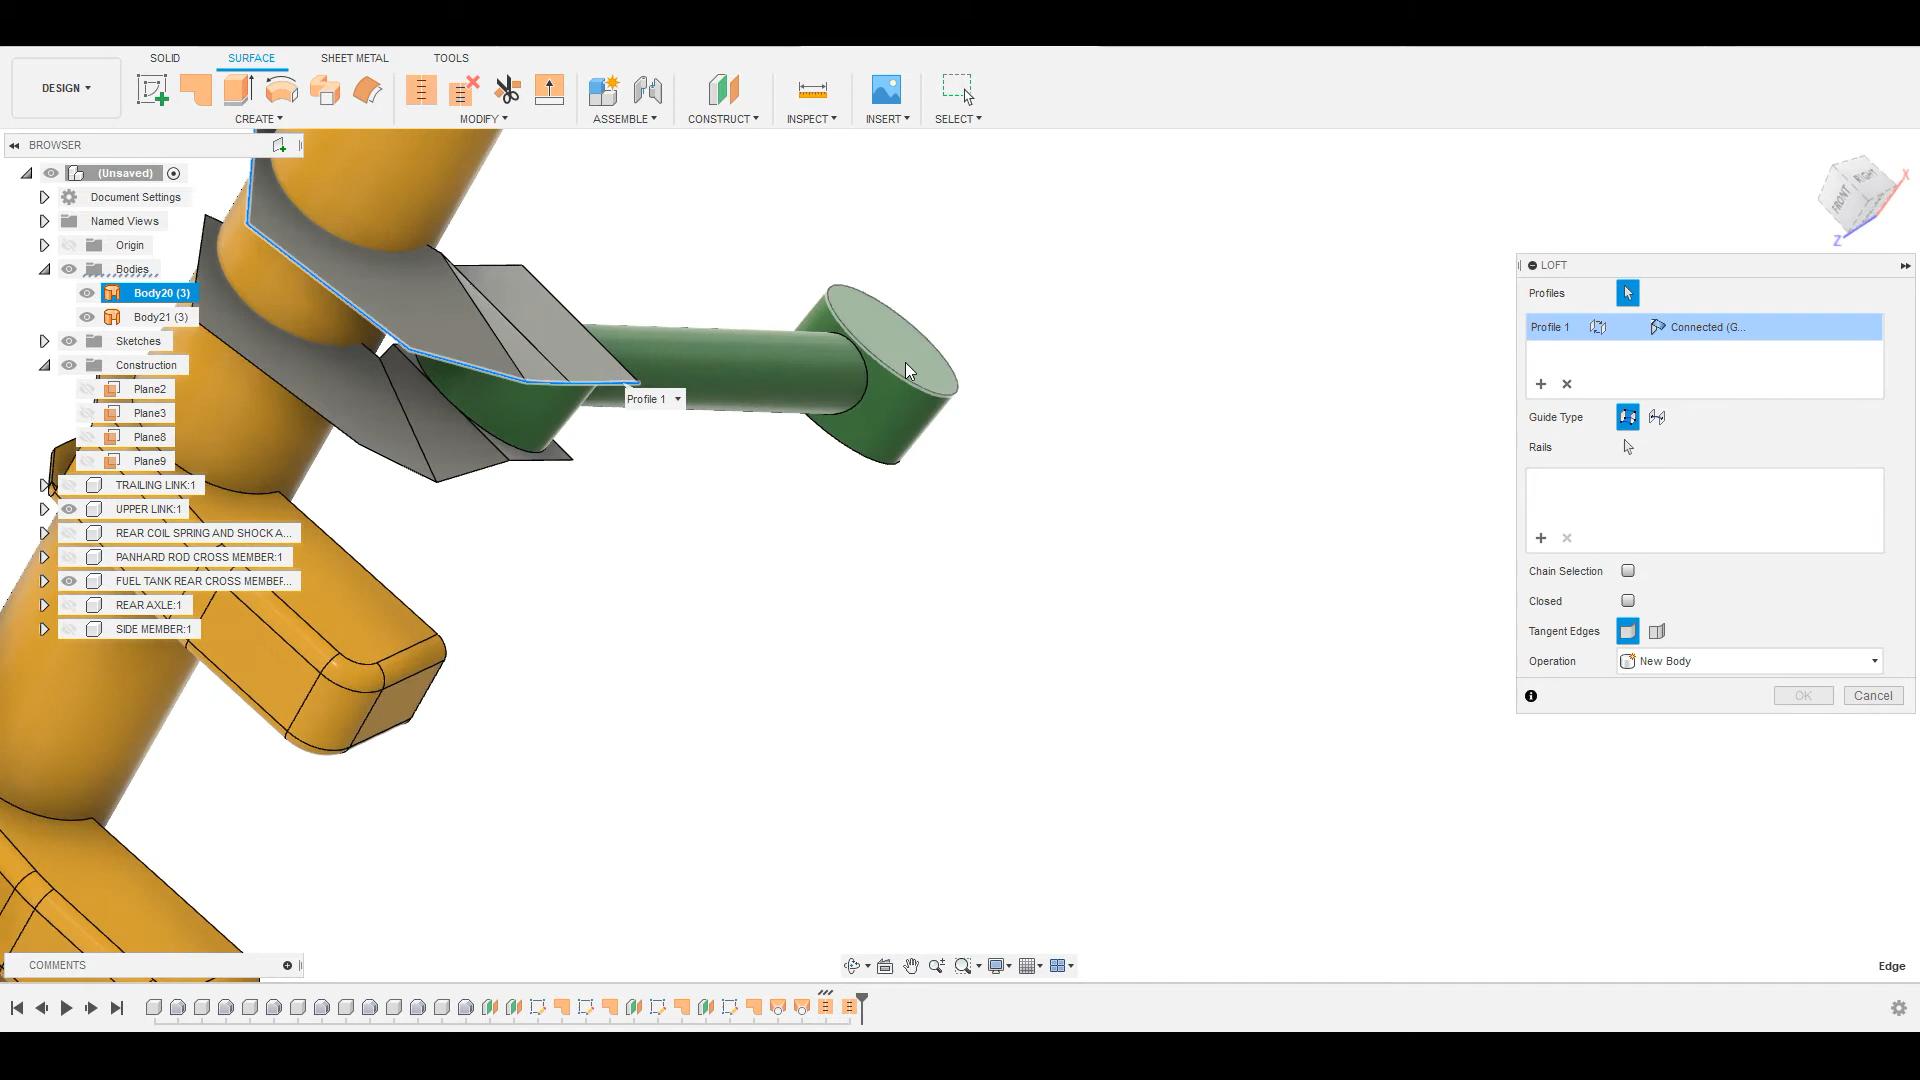 SOLID SURFACE SHEET METAL TOOLS
DESIGN
CREATE MODIFY ASSEMBLE CONSTRUCT INSPECT INSERT SELECT
BROWSER
(Unsaved)
Document Settings
Named Views
Origin
Bodies
Body20 (3)
Body21 (3)
Sketches
Construction
Plane2
Plane3
Plane8
Plane9
TRAILING LINK:1
UPPER LINK:1
REAR COIL SPRING AND SHOCK A...
PANHARD ROD CROSS MEMBER:1
FUEL TANK REAR CROSS MEMBER...
REAR AXLE:1
SIDE MEMBER:1
Profile 1
FRONT RIGHT
X
Z
LOFT
Profiles
Profile 1 Connected (G...
Guide Type
Rails
Chain Selection
Closed
Tangent Edges
Operation New Body
OK Cancel
COMMENTS
Edge